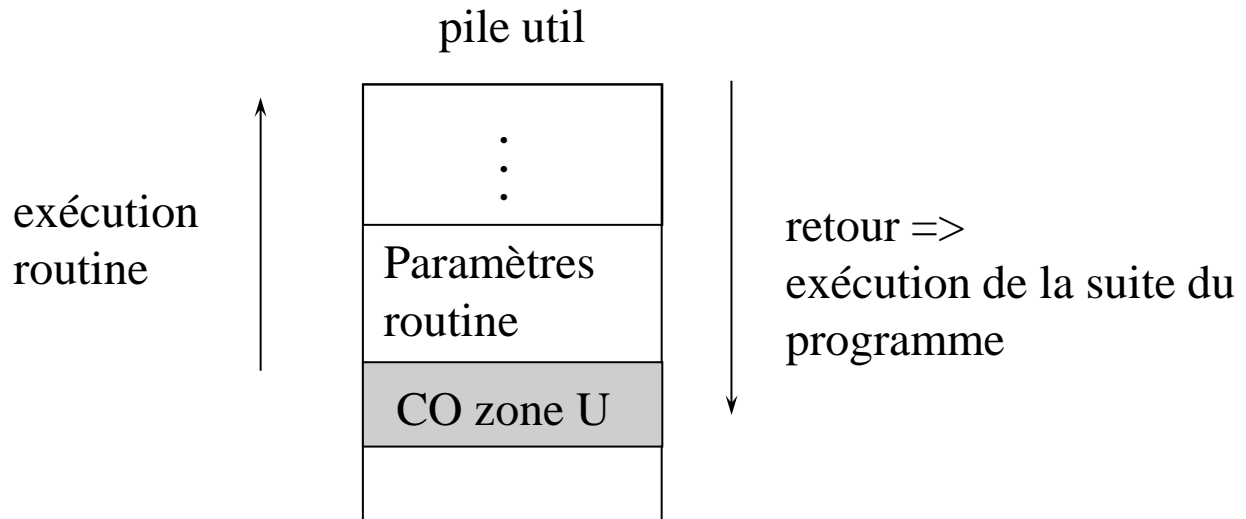 pile util
exécution
routine
Paramètres
routine
CO zone U
retour =>
exécution de la suite du
programme